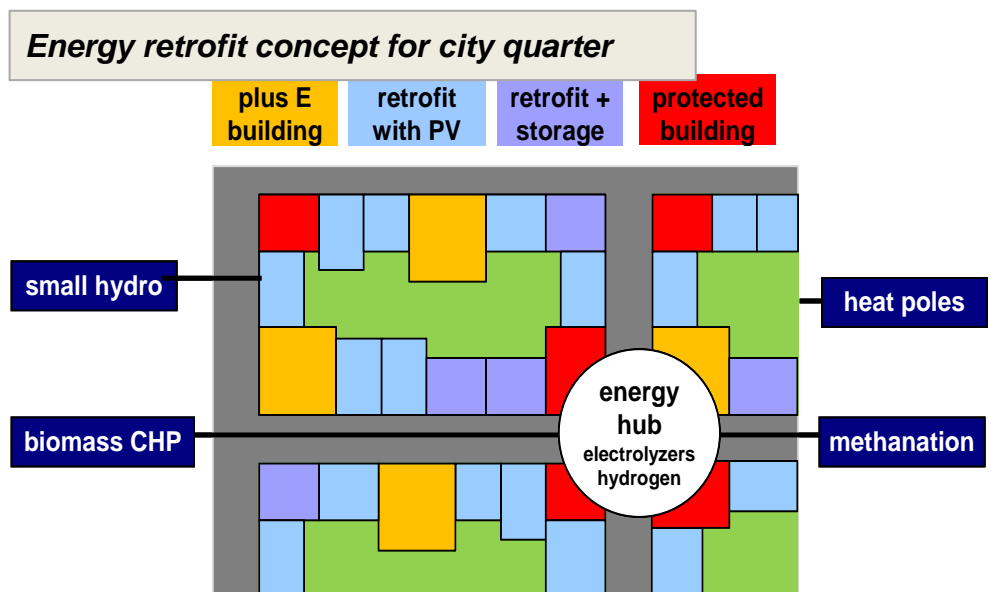 Energy retrofit concept for city quarter
plus E
building
retrofit
with PV
retrofit +
storage
protected
building
small hydro
heat poles
energy
hub
electrolyzers
hydrogen
biomass CHP
methanation